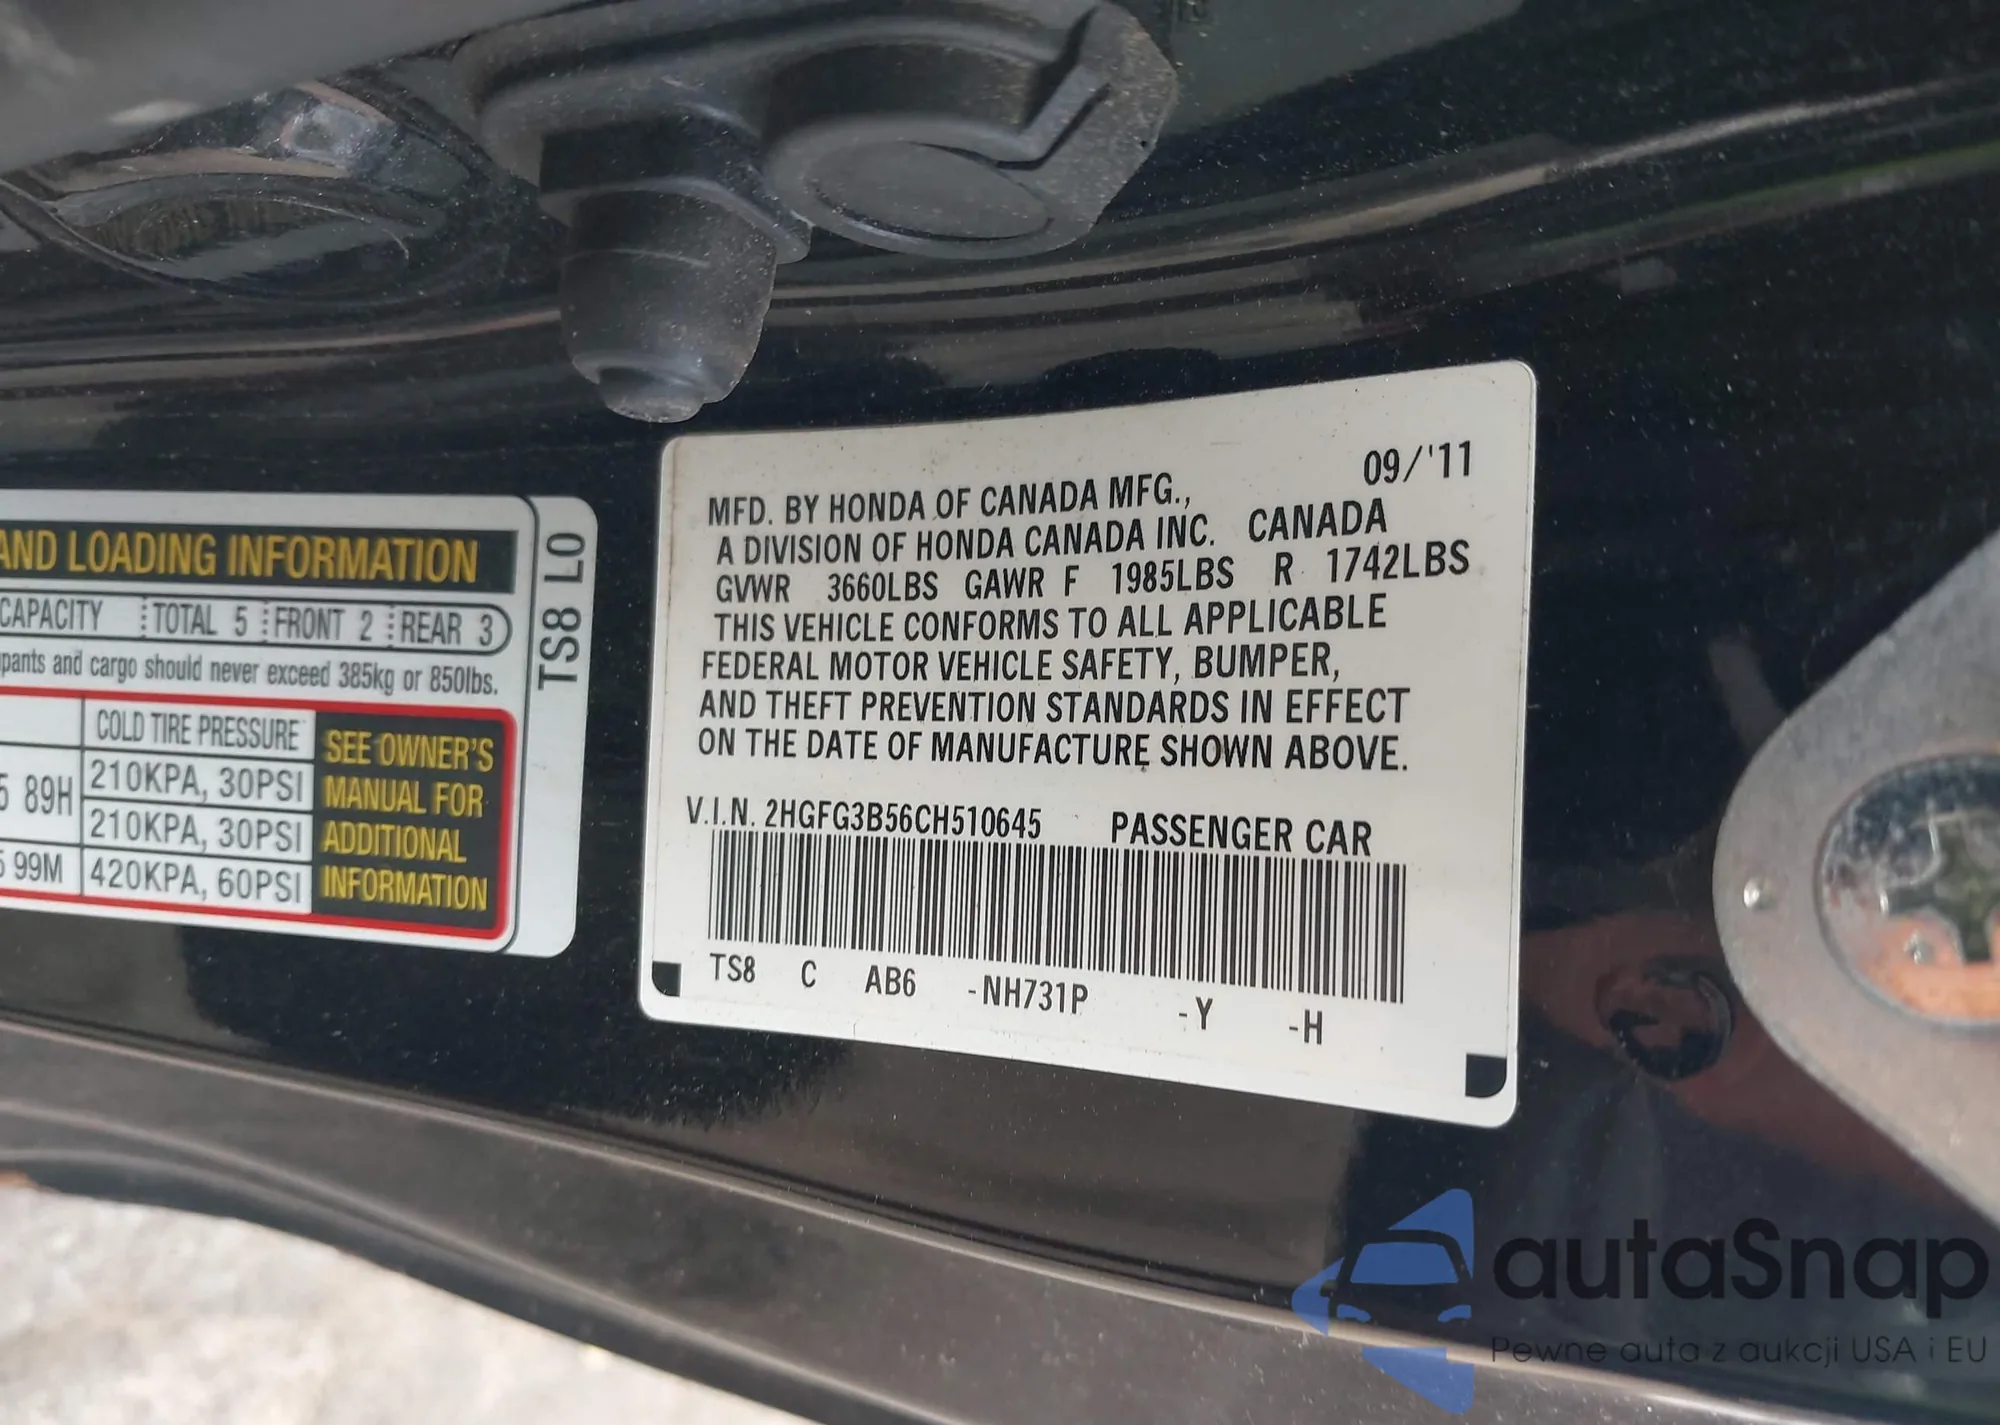 AND LOADING INFORMATION
CAPACITY TOTAL 5 FRONT 2 REAR 3
pants and cargo should never exceed 385kg or 850lbs.
COLD TIRE PRESSURE
5 89H 210KPA, 30PSI
210KPA, 30PSI
5 99M 420KPA, 60PSI
SEE OWNER'S
MANUAL FOR
ADDITIONAL
INFORMATION
TS8 L0
09/'11
MFD. BY HONDA OF CANADA MFG.,
A DIVISION OF HONDA CANADA INC. CANADA
GVWR 3660LBS GAWR F 1985LBS R 1742LBS
THIS VEHICLE CONFORMS TO ALL APPLICABLE
FEDERAL MOTOR VEHICLE SAFETY, BUMPER,
AND THEFT PREVENTION STANDARDS IN EFFECT
ON THE DATE OF MANUFACTURE SHOWN ABOVE.
V.I.N. 2HGFG3B56CH510645 PASSENGER CAR
TS8 C AB6 -NH731P -Y -H
autaSnap
Pewne auta z aukcji USA i EU